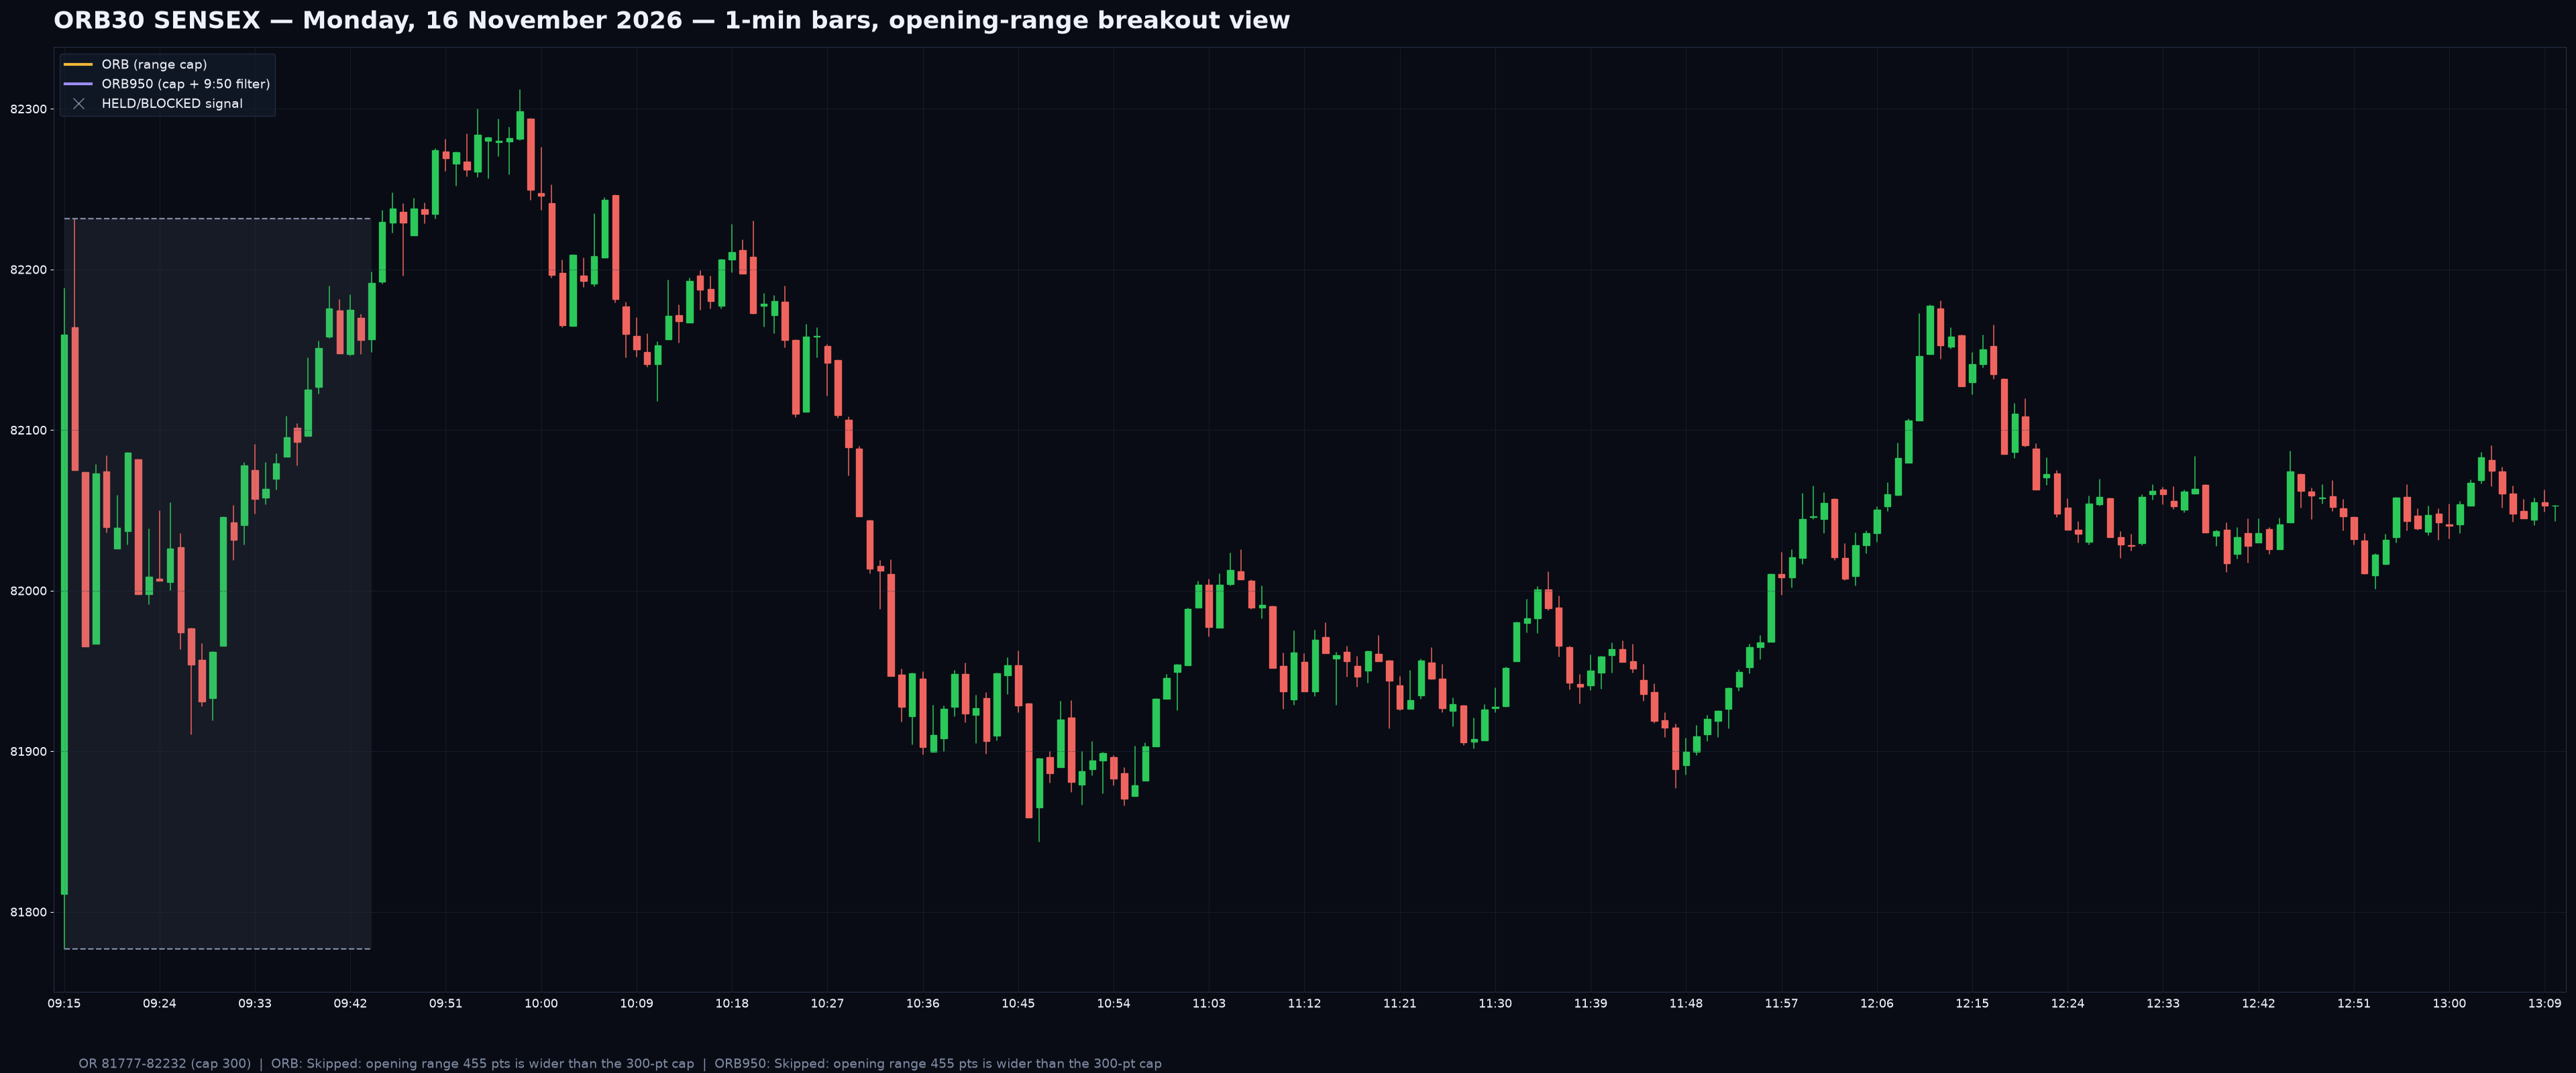 ORB30 SENSEX — Monday, 16 November 2026 — 1-min bars, opening-range breakout view
ORB (range cap)
ORB950 (cap + 9:50 filter)
HELD/BLOCKED signal
82300
82200
82100
82000
81900
81800
09:15 09:24 09:33 09:42 09:51 10:00 10:09 10:18 10:27 10:36 10:45 10:54 11:03 11:12 11:21 11:30 11:39 11:48 11:57 12:06 12:15 12:24 12:33 12:42 12:51 13:00 13:09
OR 81777-82232 (cap 300) | ORB: Skipped: opening range 455 pts is wider than the 300-pt cap | ORB950: Skipped: opening range 455 pts is wider than the 300-pt cap